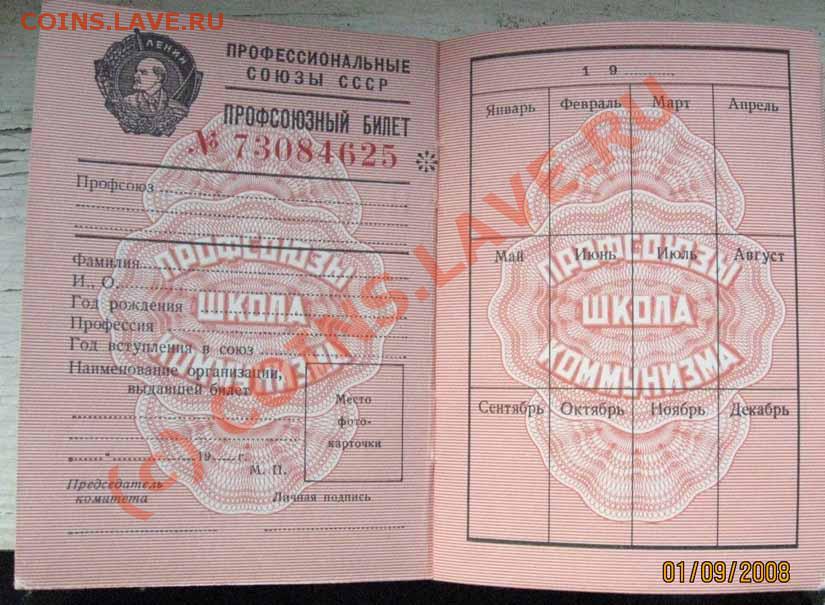 COINS.LAVE.RU
ЛЕНИН
ПРОФЕССИОНАЛЬНЫЕ
СОЮЗЫ СССР
ПРОФСОЮЗНЫЙ БИЛЕТ
№ 73084625
Профсоюз
Фамилия
И., О.
Год рождения
Профессия
Год вступления в союз
Наименование организации,
выдавшей билет
Место
фото-
карточки
„ “ 19 г.
М. П.
Председатель
комитета
Личная подпись
ПРОФСОЮЗЫ
ШКОЛА
КОММУНИЗМА
19
Январь Февраль Март Апрель
Май Июнь Июль Август
Сентябрь Октябрь Ноябрь Декабрь
ПРОФСОЮЗЫ
ШКОЛА
КОММУНИЗМА
(C) COINS.LAVE.RU
01/09/2008